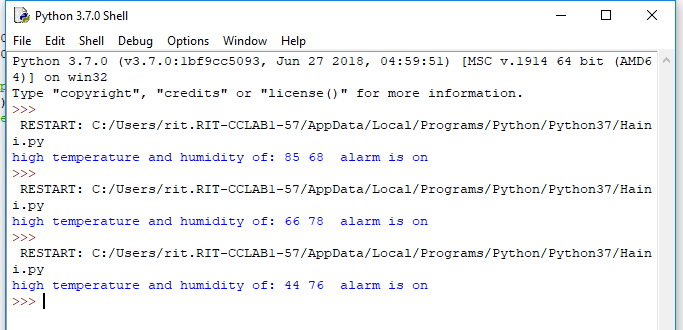 Python 3.7.0 Shell
File Edit Shell Debug Options Window Help
Python 3.7.0 (v3.7.0:1bf9cc5093, Jun 27 2018, 04:59:51) [MSC v.1914 64 bit (AMD6
4)] on win32
Type "copyright", "credits" or "license()" for more information.
>>>
RESTART: C:/Users/rit.RIT-CCLAB1-57/AppData/Local/Programs/Python/Python37/Hain
i.py
high temperature and humidity of: 85 68  alarm is on
>>>
RESTART: C:/Users/rit.RIT-CCLAB1-57/AppData/Local/Programs/Python/Python37/Hain
i.py
high temperature and humidity of: 66 78  alarm is on
>>>
RESTART: C:/Users/rit.RIT-CCLAB1-57/AppData/Local/Programs/Python/Python37/Hain
i.py
high temperature and humidity of: 44 76  alarm is on
>>>